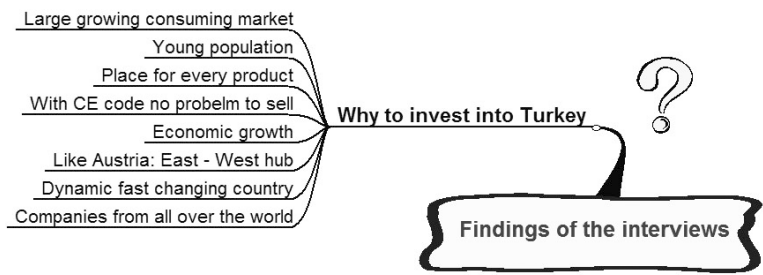 Large growing consuming market
Young population
Place for every product
With CE code no probelm to sell
Economic growth
Like Austria: East - West hub
Dynamic fast changing country
Companies from all over the world
Why to invest into Turkey
?
Findings of the interviews